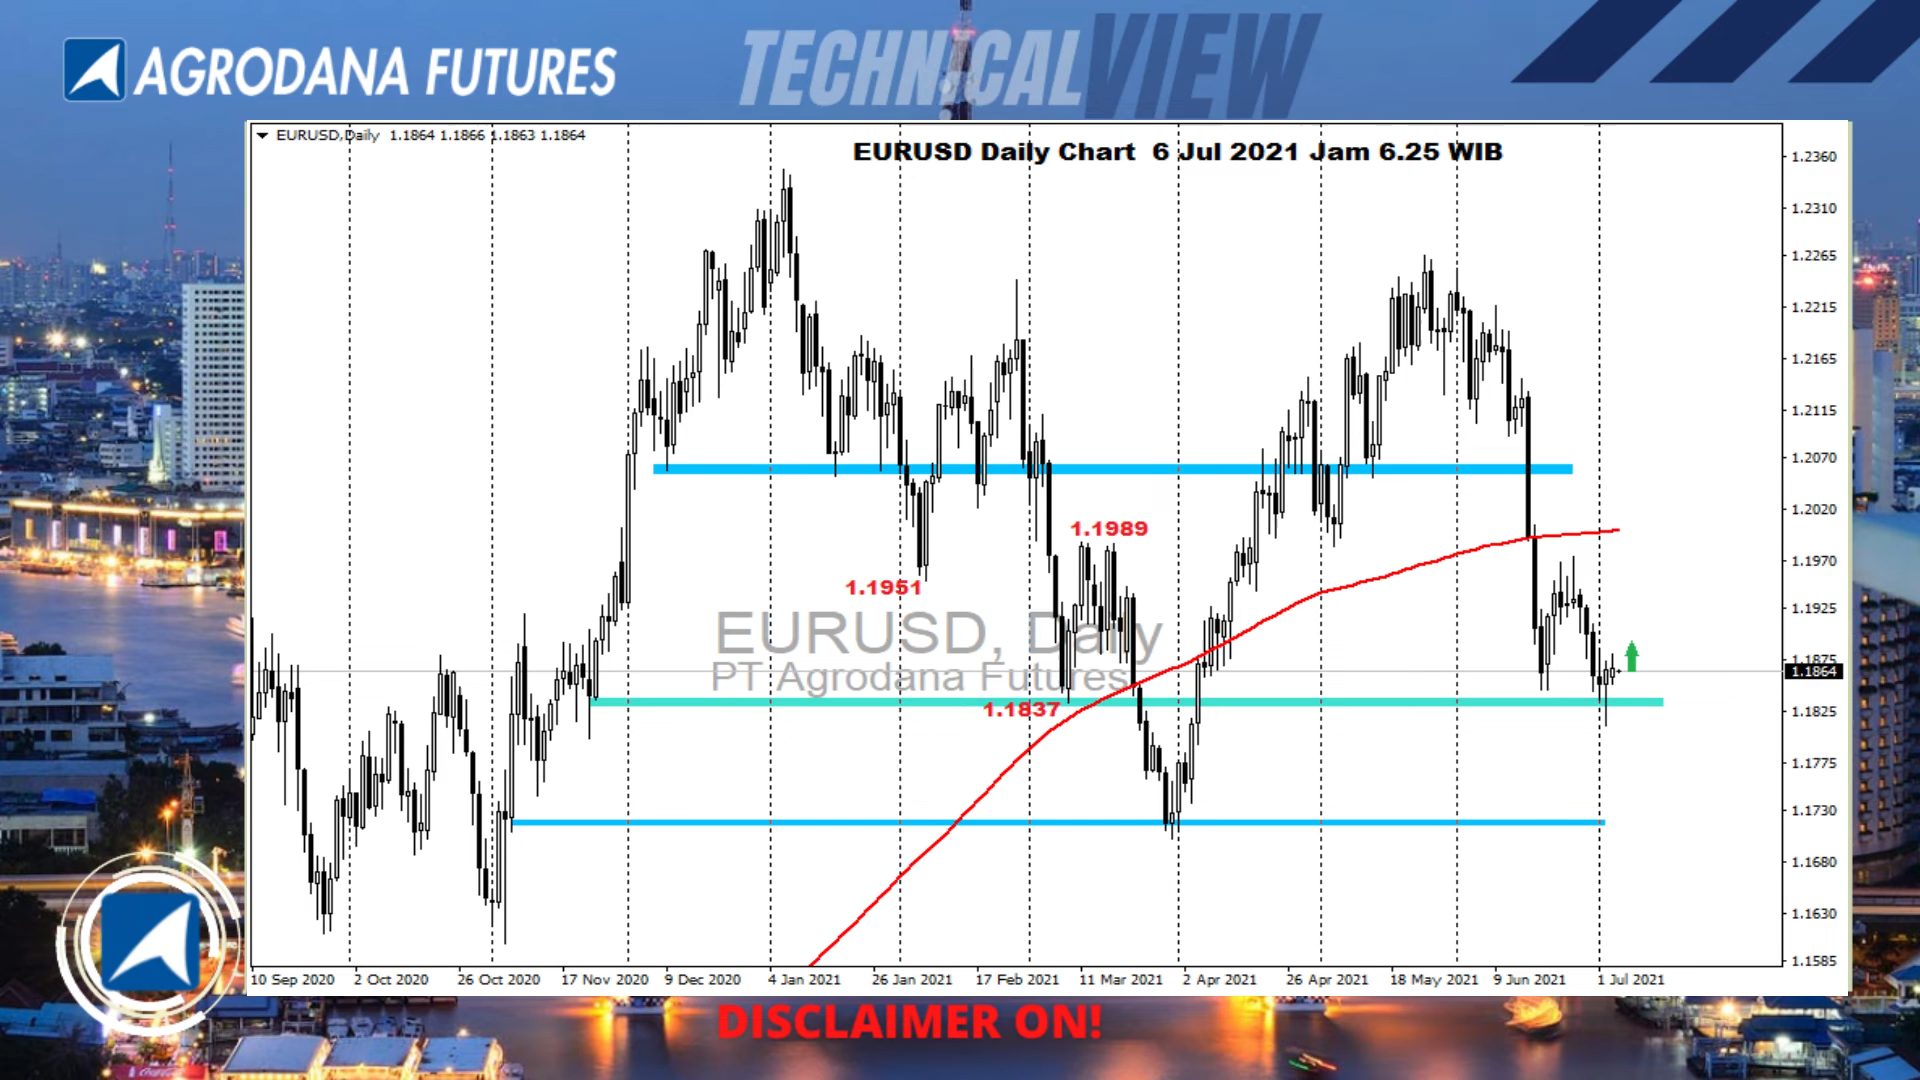 AGRODANA FUTURES
TECHNICAL VIEW
EURUSD,Daily 1.1864 1.1866 1.1863 1.1864
EURUSD Daily Chart 6 Jul 2021 Jam 6.25 WIB
1.2360
1.2310
1.2265
1.2215
1.2165
1.2115
1.2070
1.2020
1.1970
1.1925
1.1875
1.1864
1.1825
1.1775
1.1730
1.1680
1.1630
1.1585
1.1989
1.1951
EURUSD, Daily
PT Agrodana Futures
1.1837
10 Sep 2020 2 Oct 2020 26 Oct 2020 17 Nov 2020 9 Dec 2020 4 Jan 2021 26 Jan 2021 17 Feb 2021 11 Mar 2021 2 Apr 2021 26 Apr 2021 18 May 2021 9 Jun 2021 1 Jul 2021
DISCLAIMER ON!